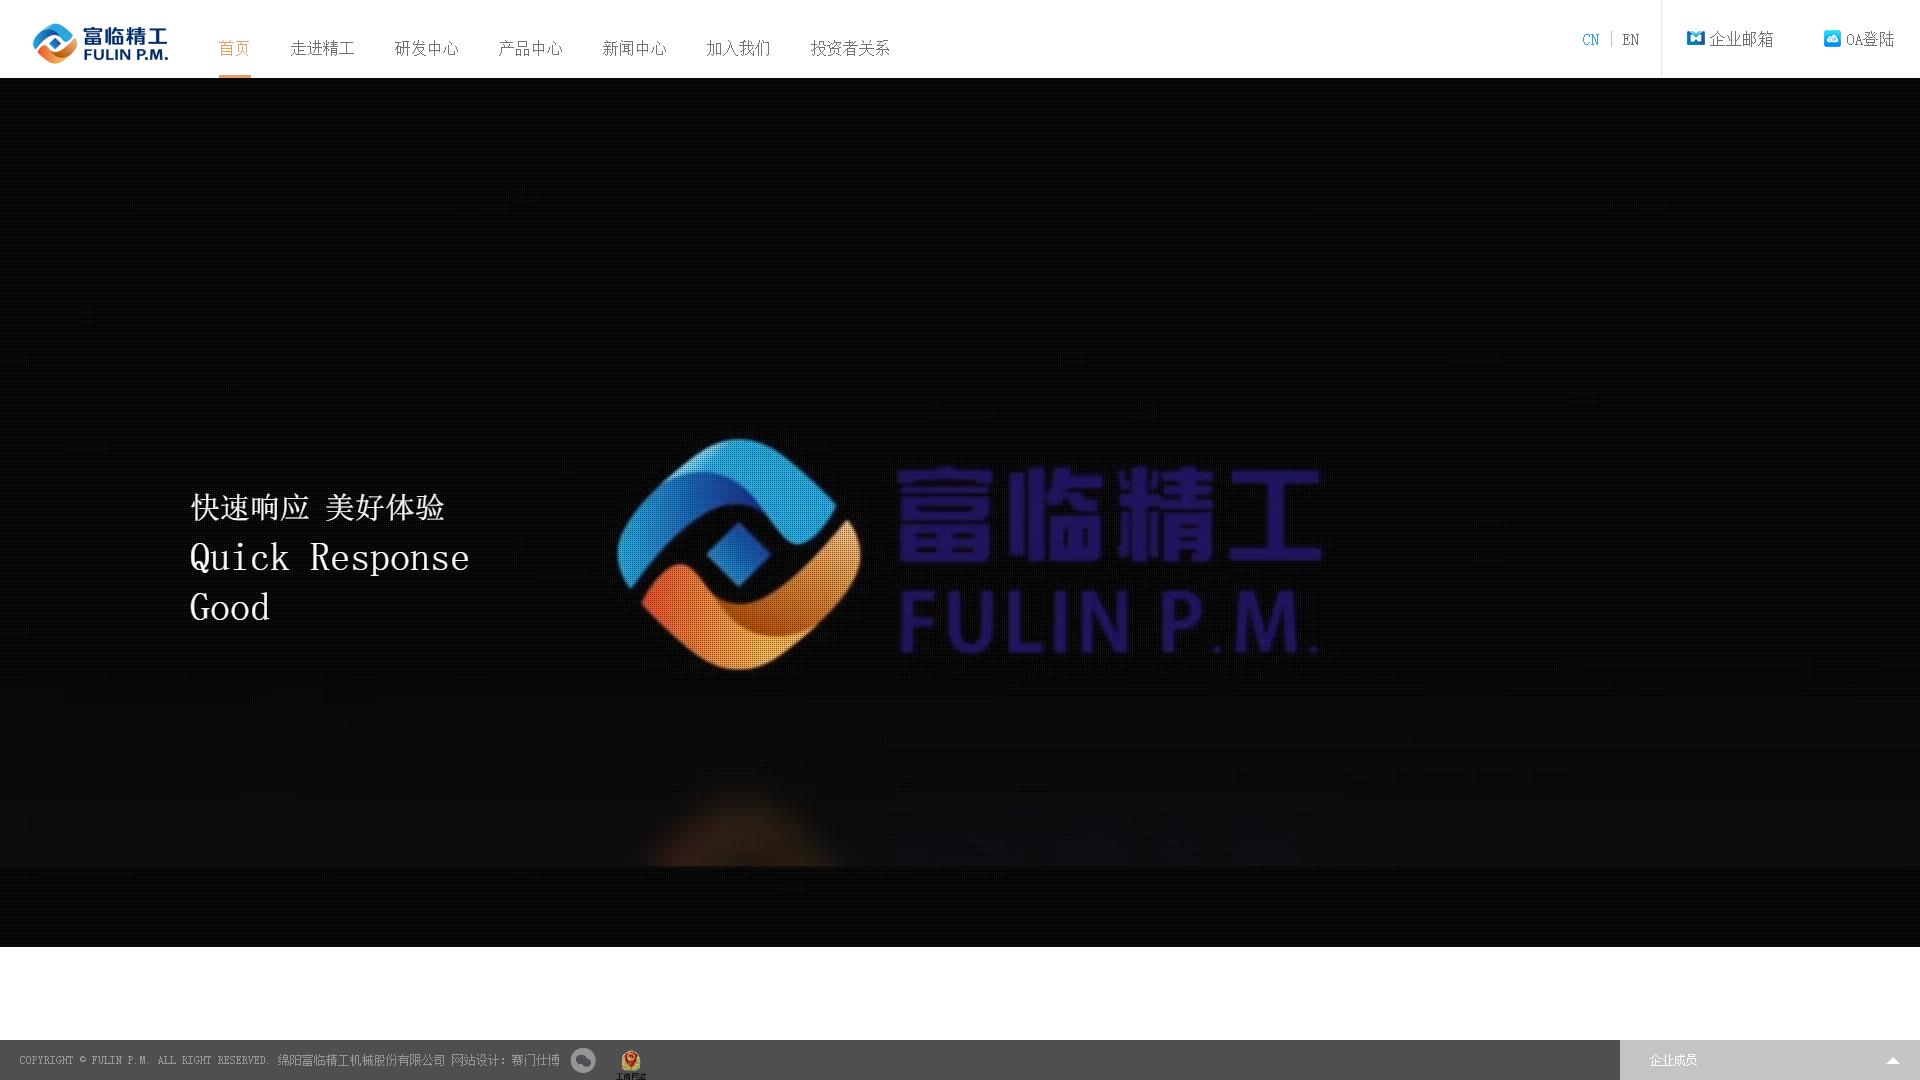 富临精工
FULIN P.M.
首页 走进精工 研发中心 产品中心 新闻中心 加入我们 投资者关系
CN | EN
企业邮箱
OA登陆
快速响应 美好体验
Quick Response
Good
富临精工
FULIN P.M.
COPYRIGHT © FULIN P.M. ALL RIGHT RESERVED. 绵阳富临精工机械股份有限公司 网站设计：赛门仕博
企业成员